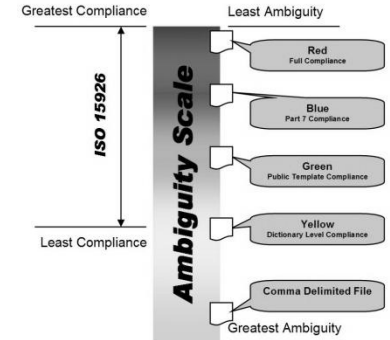 Greatest Compliance
Least Ambiguity
Red
Full Compliance
ISO 15926
Ambiguity Scale
Blue
Part 7 Compliance
Green
Public Template Compliance
Yellow
Dictionary Level Compliance
Least Compliance
Comma Delimited File
Greatest Ambiguity